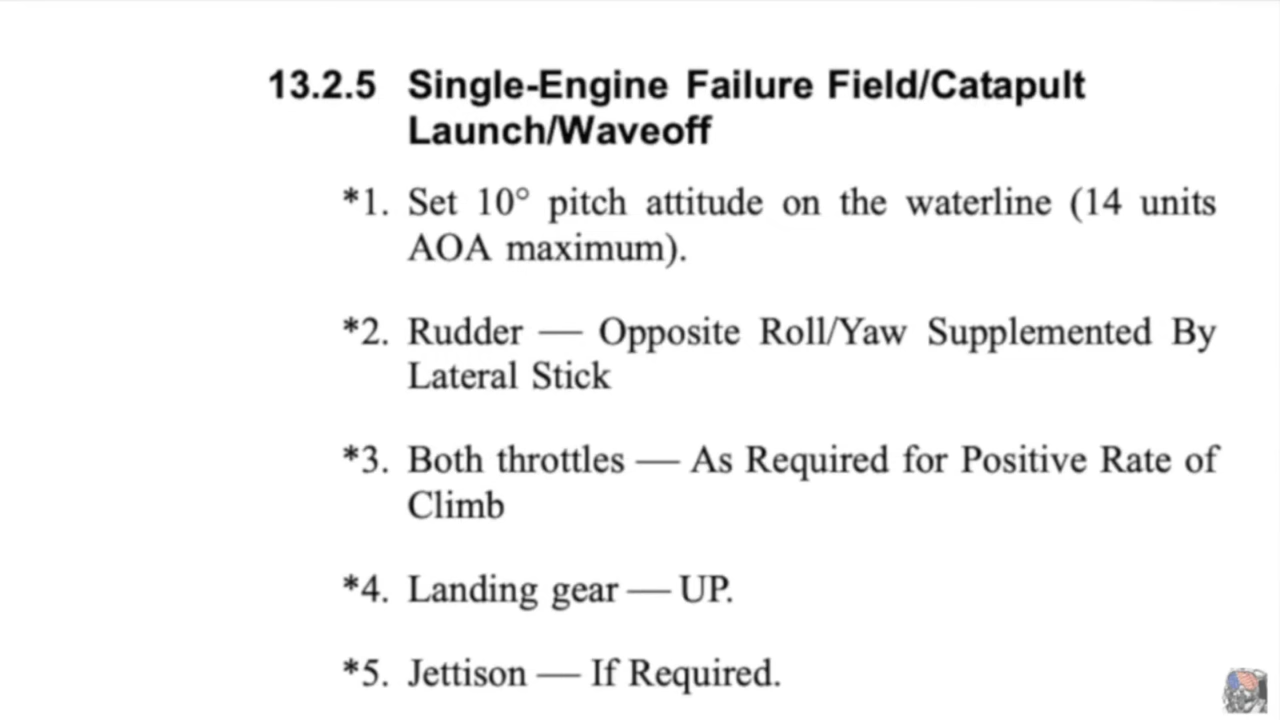 13.2.5 Single-Engine Failure Field/Catapult
Launch/Waveoff
*1. Set 10° pitch attitude on the waterline (14 units
AOA maximum).
*2. Rudder — Opposite Roll/Yaw Supplemented By
Lateral Stick
*3. Both throttles — As Required for Positive Rate of
Climb
*4. Landing gear — UP.
*5. Jettison — If Required.